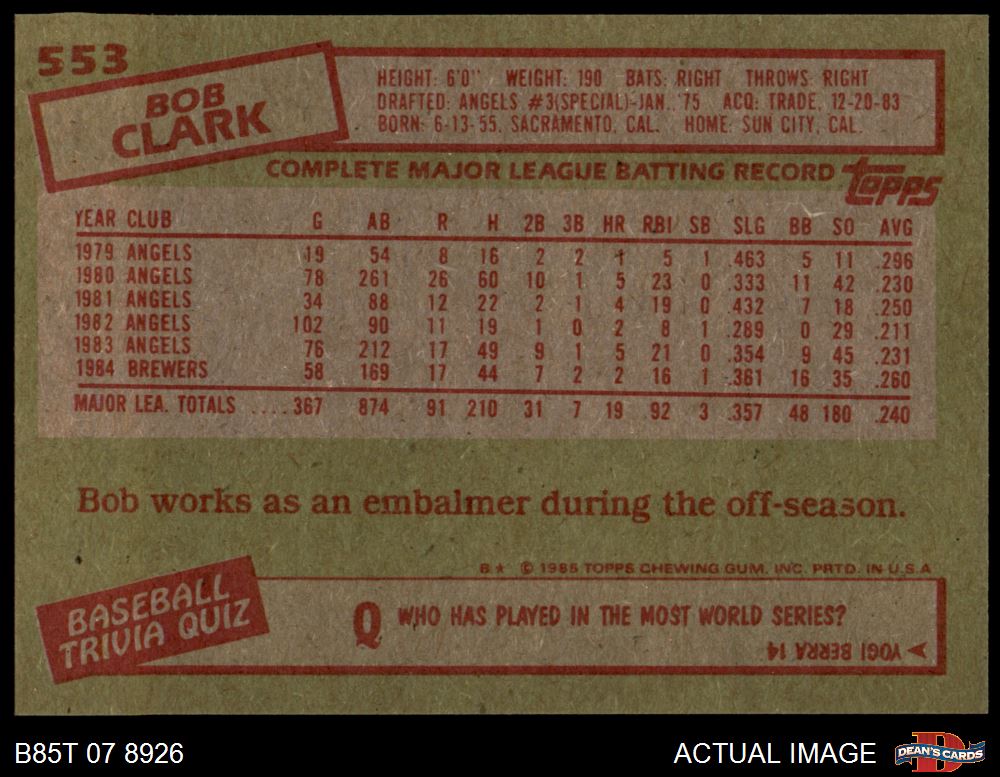 553
BOB
CLARK
HEIGHT: 6'0" WEIGHT: 190 BATS: RIGHT THROWS: RIGHT
DRAFTED: ANGELS #3(SPECIAL)-JAN., '75 ACQ: TRADE, 12-20-83
BORN: 6-13-55, SACRAMENTO, CAL. HOME: SUN CITY, CAL.
COMPLETE MAJOR LEAGUE BATTING RECORD topps
YEAR CLUB G AB R H 2B 3B HR RBI SB SLG BB SO AVG
1979 ANGELS 19 54 8 16 2 2 1 5 1 .463 5 11 .296
1980 ANGELS 78 261 26 60 10 1 5 23 0 .333 11 42 .230
1981 ANGELS 34 88 12 22 2 1 4 19 0 .432 7 18 .250
1982 ANGELS 102 90 11 19 1 0 2 8 1 .289 0 29 .211
1983 ANGELS 76 212 17 49 9 1 5 21 0 .354 9 45 .231
1984 BREWERS 58 169 17 44 7 2 2 16 1 .361 16 35 .260
MAJOR LEA. TOTALS ....367 874 91 210 31 7 19 92 3 .357 48 180 .240
Bob works as an embalmer during the off-season.
B★ © 1985 TOPPS CHEWING GUM, INC. PRTD. IN U.S.A
BASEBALL
TRIVIA QUIZ
Q WHO HAS PLAYED IN THE MOST WORLD SERIES?
YOGI BERRA 14
B85T 07 8926
ACTUAL IMAGE
D
DEAN'S CARDS